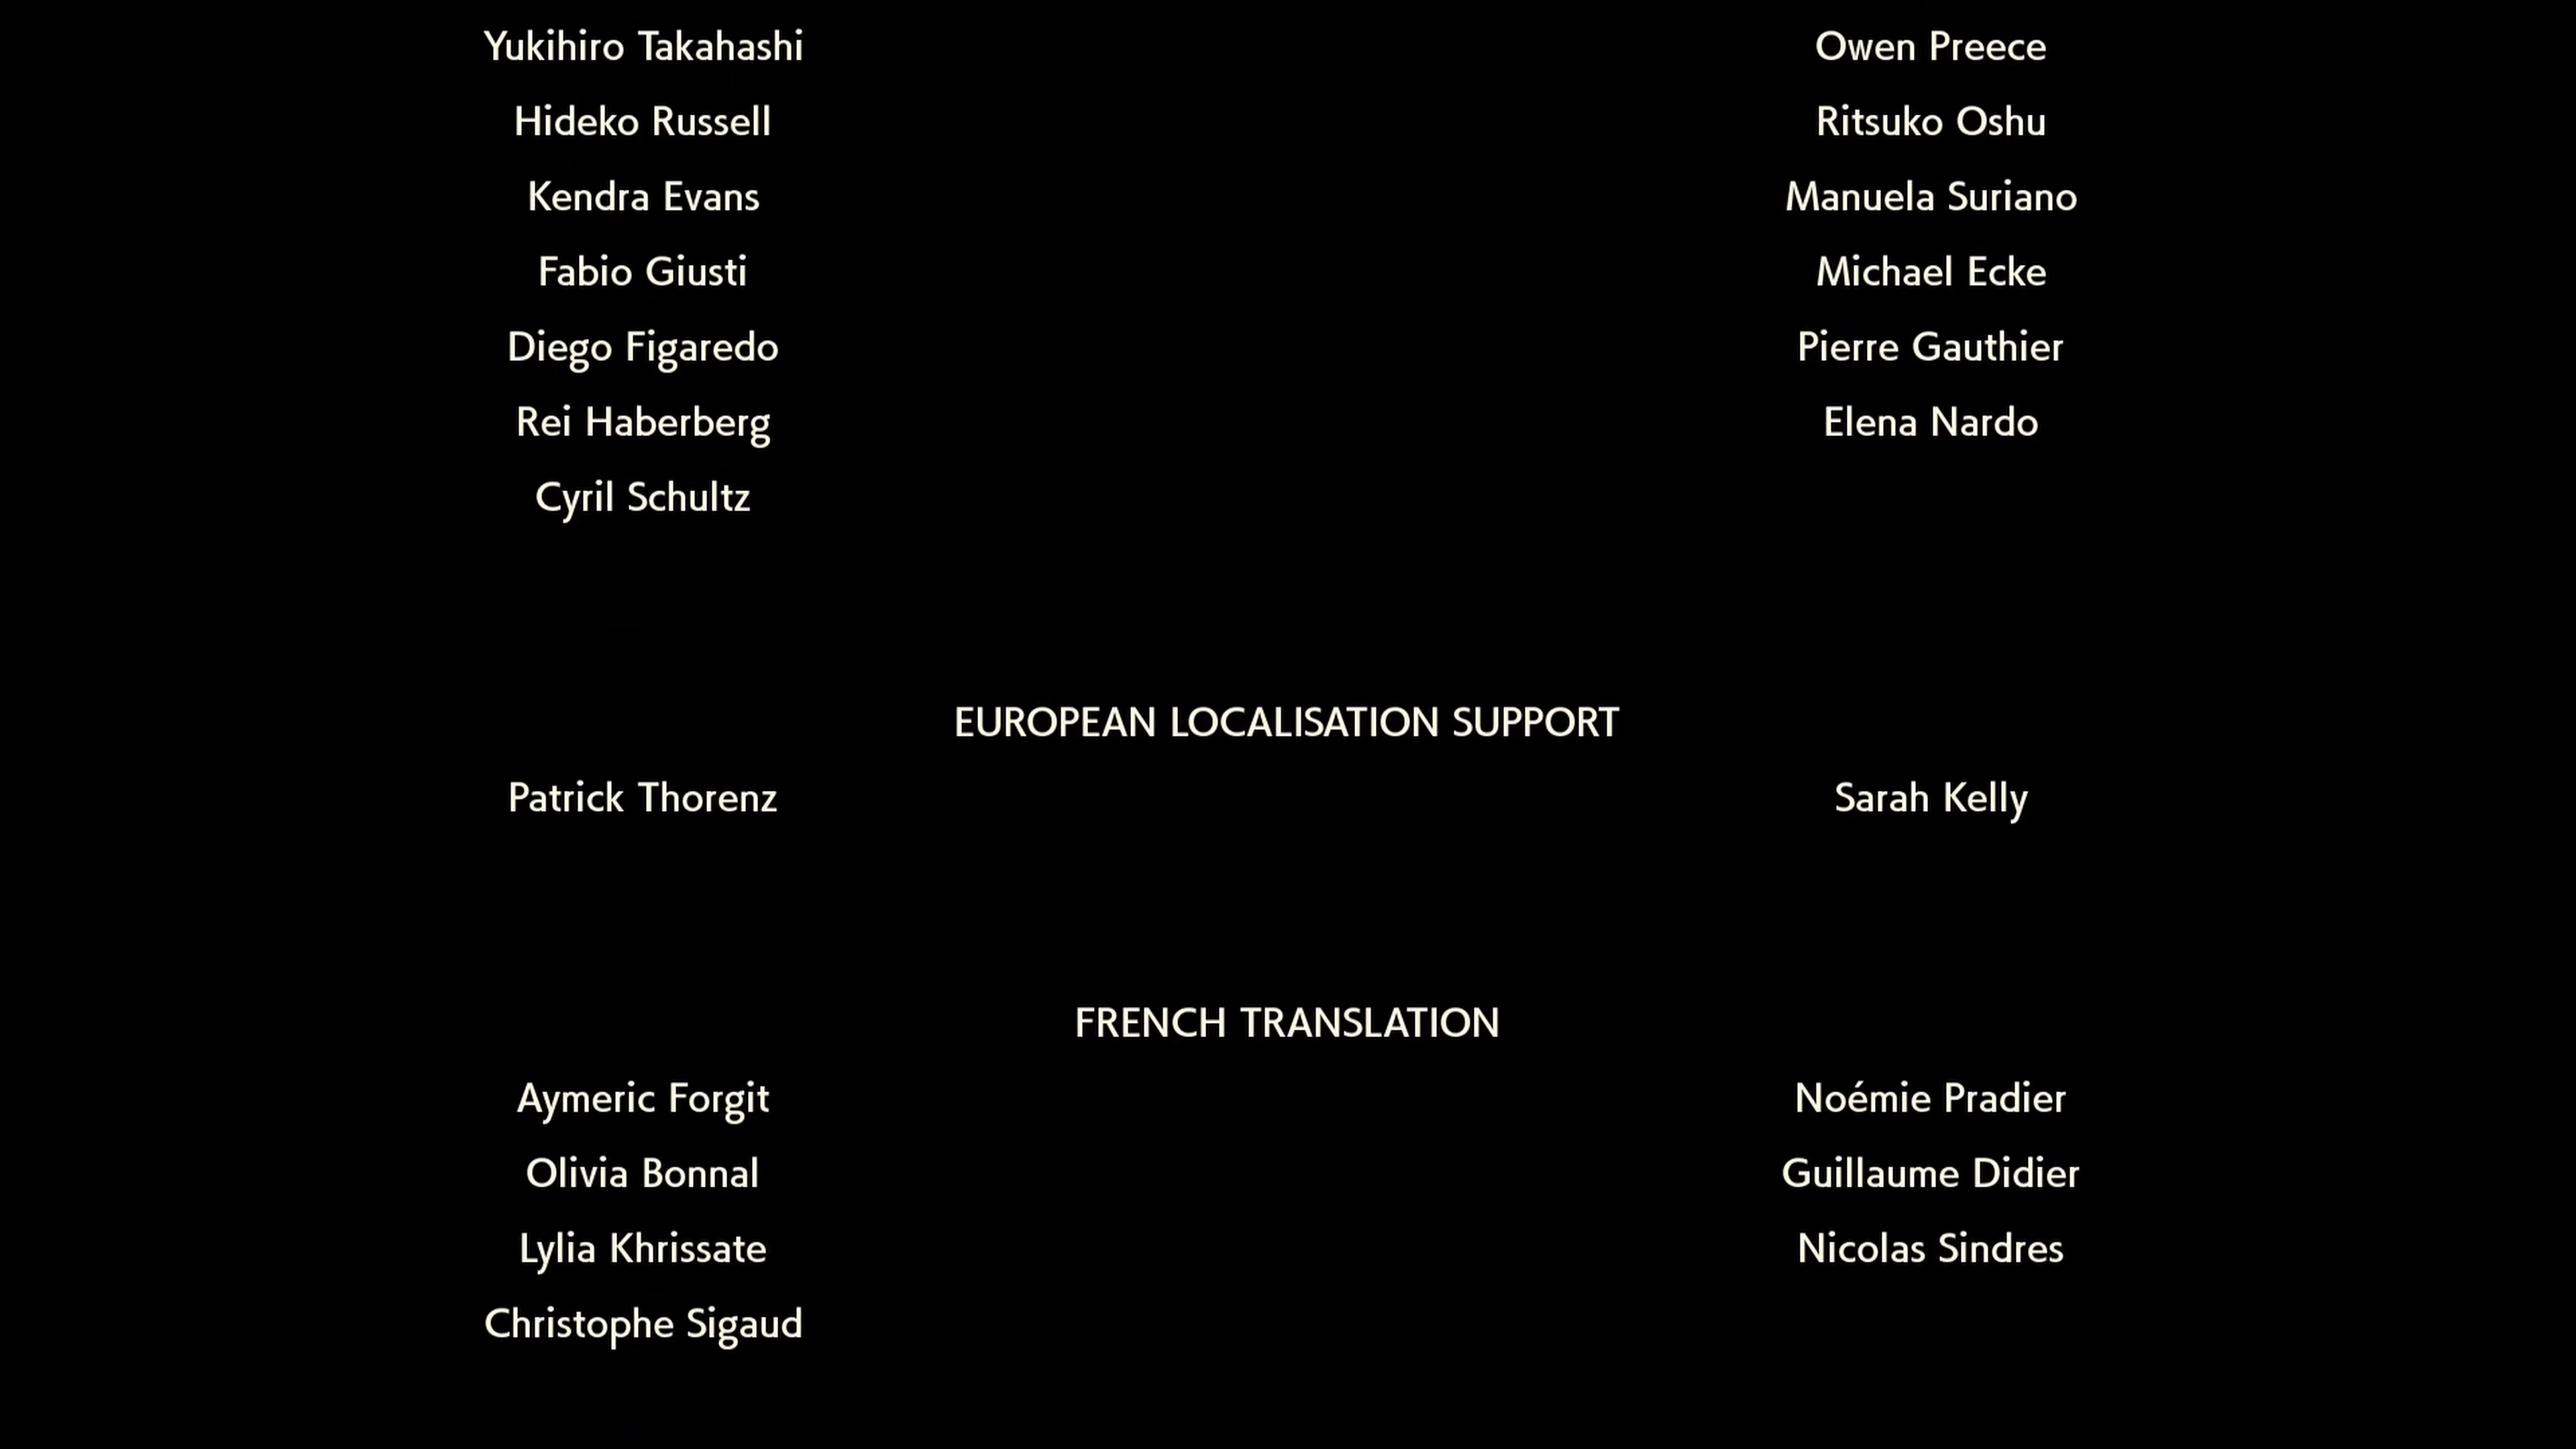 Yukihiro Takahashi Owen Preece
Hideko Russell Ritsuko Oshu
Kendra Evans Manuela Suriano
Fabio Giusti Michael Ecke
Diego Figaredo Pierre Gauthier
Rei Haberberg Elena Nardo
Cyril Schultz
EUROPEAN LOCALISATION SUPPORT
Patrick Thorenz Sarah Kelly
FRENCH TRANSLATION
Aymeric Forgit Noémie Pradier
Olivia Bonnal Guillaume Didier
Lylia Khrissate Nicolas Sindres
Christophe Sigaud